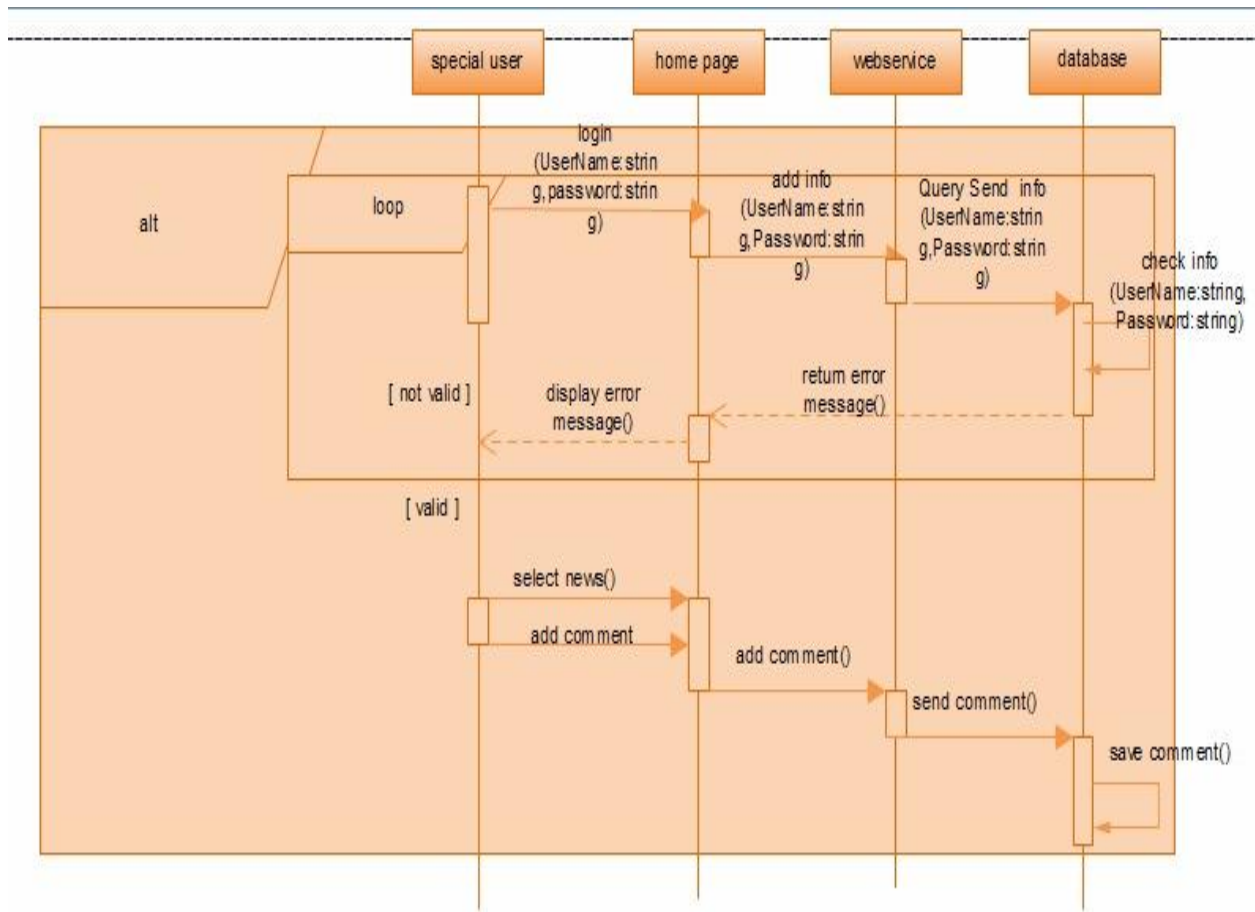 special user
home page
webservice
database
alt
loop
login
(UserName:strin
g,password:strin
g)
add info
(UserName:strin
g,Password:strin
g)
Query Send info
(UserName:strin
g,Password:strin
g)
check info
(UserName:string,
Password:string)
[ not valid ]
display error
message()
return error
message()
[ valid ]
select news()
add comment
add comment()
send comment()
save comment()